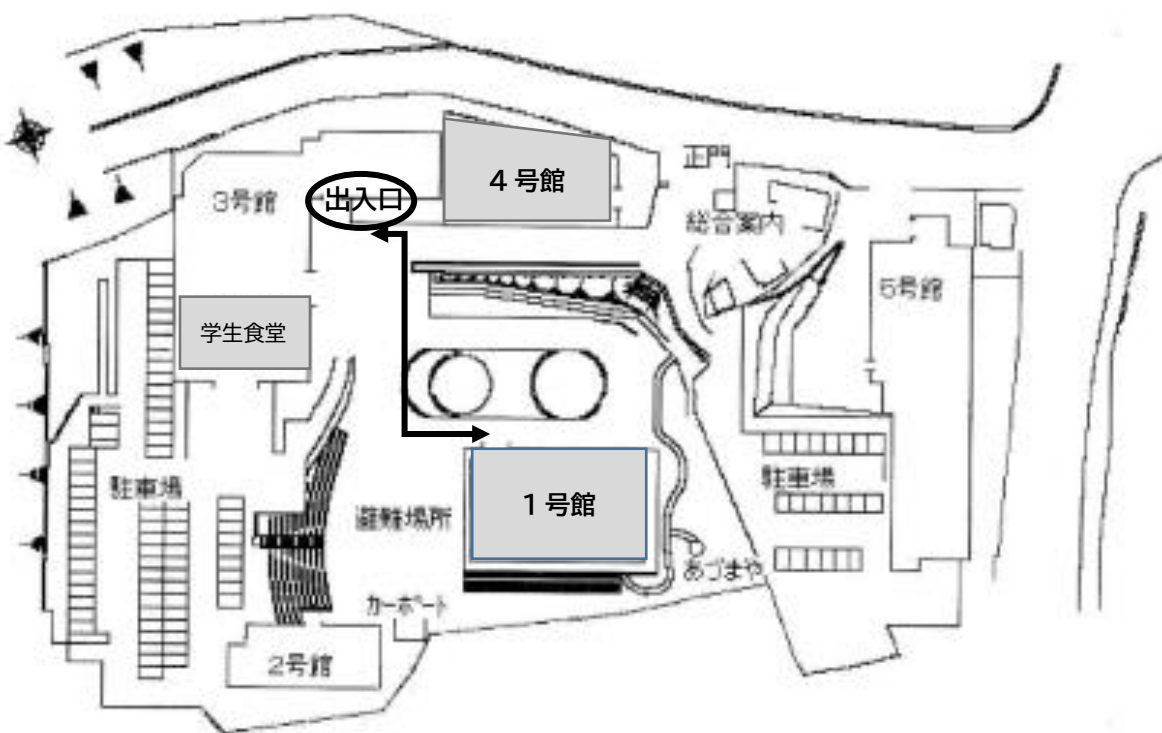 正門
4 号館
3号館
出入口
総合案内
5号館
学生食堂
駐車場
駐車場
1 号館
避難場所
あづまや
カーポート
2号館